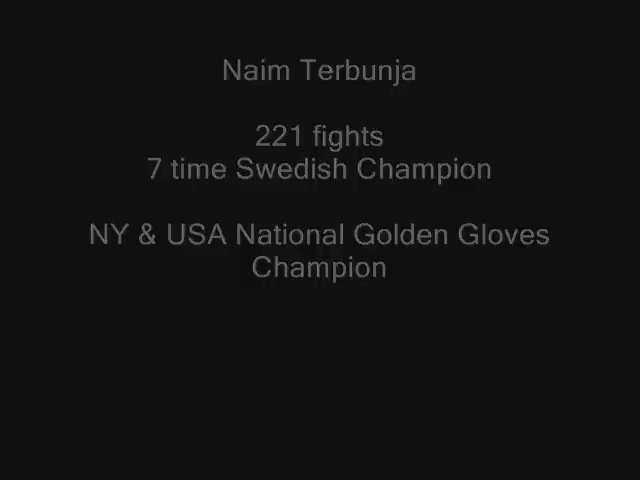 Naim Terbunja
221 fights
7 time Swedish Champion
NY & USA National Golden Gloves
Champion